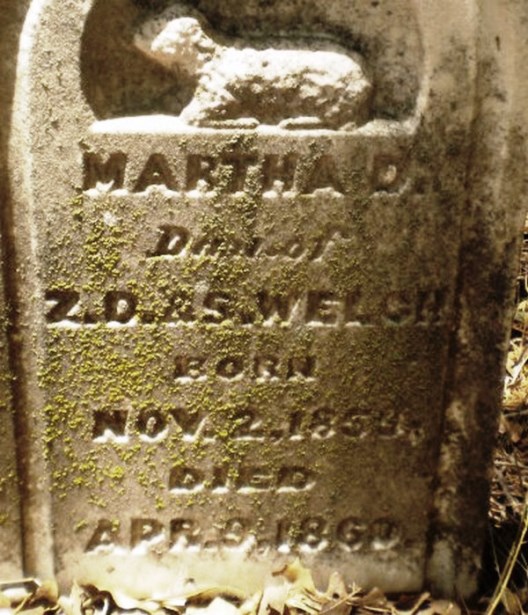 MARTHA D.
Dau. of
Z.D. & S. WELCH
BORN
NOV. 2, 1859.
DIED
APR. 9, 1860.